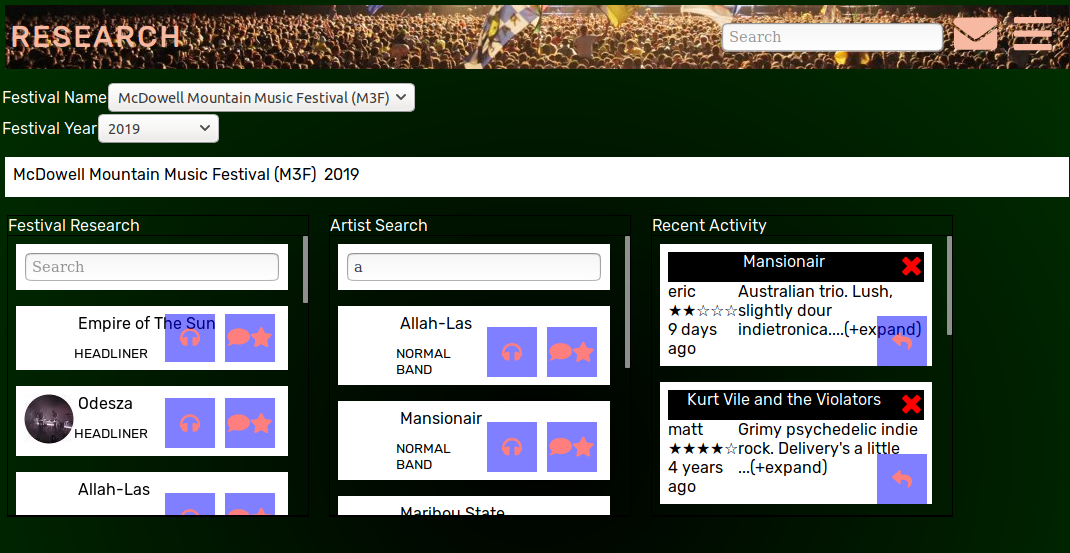 RESEARCH
Search
Festival Name McDowell Mountain Music Festival (M3F)
Festival Year 2019
McDowell Mountain Music Festival (M3F) 2019
Festival Research
Search
Empire of The Sun
HEADLINER
Odesza
HEADLINER
Allah-Las
Artist Search
a
Allah-Las
NORMAL
BAND
Mansionair
NORMAL
BAND
Maribou State
Recent Activity
Mansionair
eric
★★☆☆☆
9 days
ago
Australian trio. Lush,
slightly dour
indietronica....(+expand)
Kurt Vile and the Violators
matt
★★★★☆
4 years
ago
Grimy psychedelic indie
rock. Delivery's a little
...(+expand)